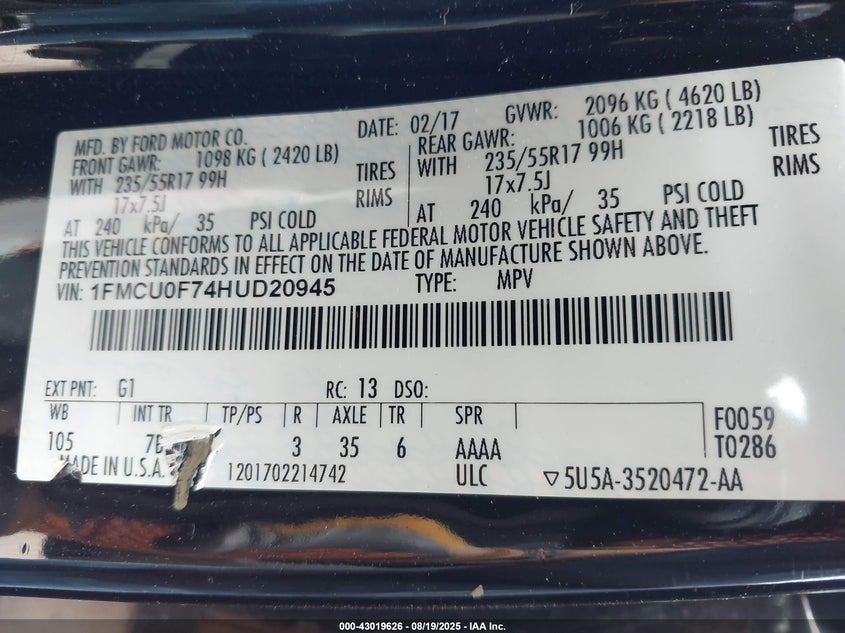 MFD. BY FORD MOTOR CO. DATE: 02/17 GVWR: 2096 KG ( 4620 LB)
FRONT GAWR: 1098 KG ( 2420 LB) REAR GAWR: 1006 KG ( 2218 LB)
WITH 235/55R17 99H TIRES WITH 235/55R17 99H TIRES
17x7.5J RIMS 17x7.5J RIMS
AT 240 kPa/ 35 PSI COLD AT 240 kPa/ 35 PSI COLD
THIS VEHICLE CONFORMS TO ALL APPLICABLE FEDERAL MOTOR VEHICLE SAFETY AND THEFT
PREVENTION STANDARDS IN EFFECT ON THE DATE OF MANUFACTURE SHOWN ABOVE.
VIN: 1FMCU0F74HUD20945 TYPE: MPV
EXT PNT: G1 RC: 13 DSO:
WB INT TR TP/PS R AXLE TR SPR F0059
105 3 35 6 AAAA T0286
MADE IN U.S.A. 1201702214742 ULC ▽5U5A-3520472-AA
000-43019626 - 08/19/2025 - IAA Inc.